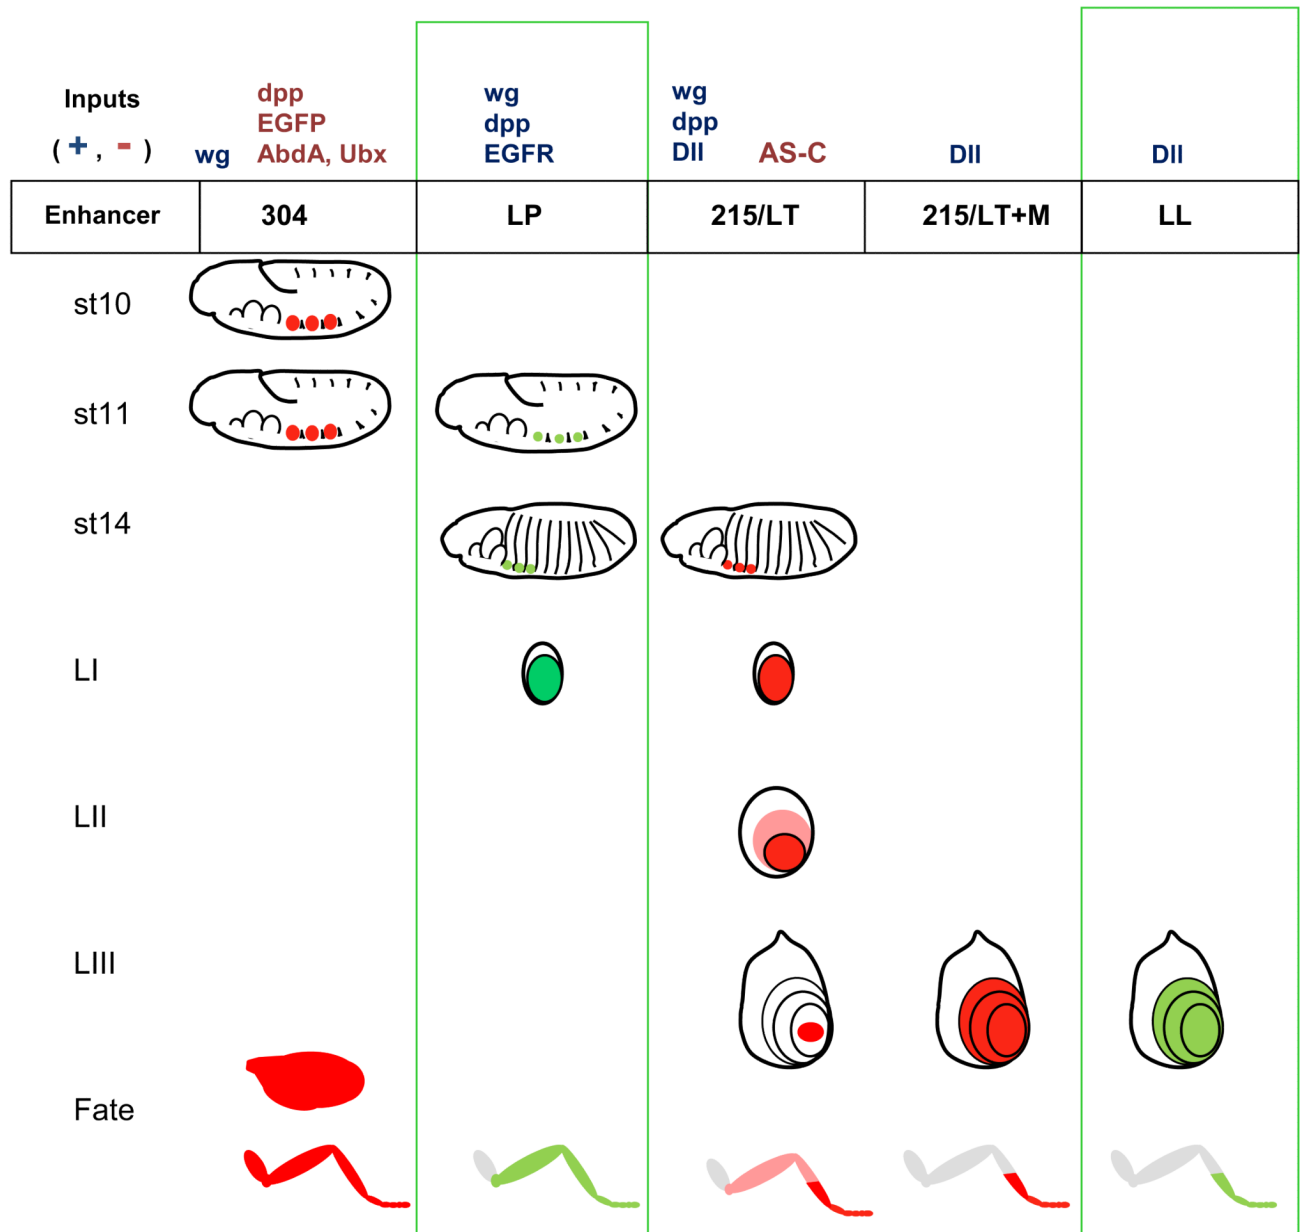 Inputs
( + , - )
wg
dpp
EGFP
AbdA, Ubx
wg
dpp
EGFR
wg
dpp
Dll
AS-C
Dll
Dll
Enhancer 304 LP 215/LT 215/LT+M LL
st10
st11
st14
LI
LII
LIII
Fate